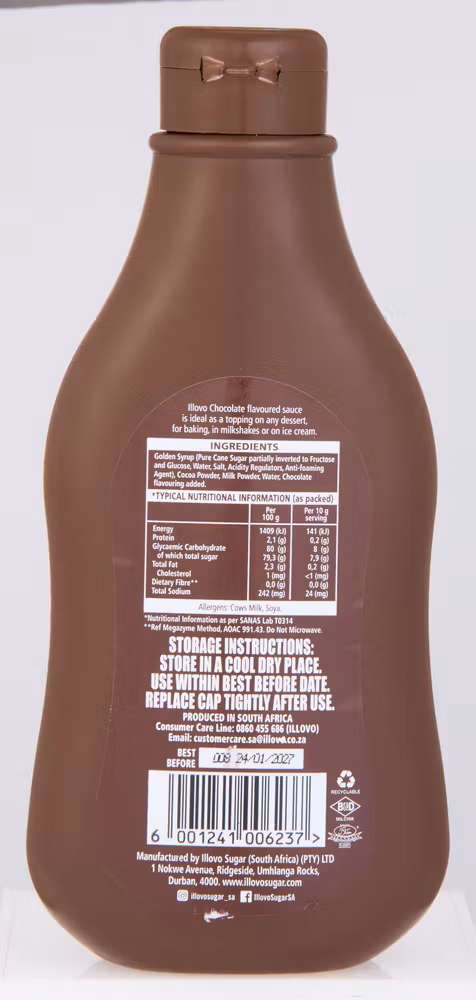 Illovo Chocolate flavoured sauce
is ideal as a topping on any dessert,
for baking, in milkshakes or on ice cream.
INGREDIENTS
Golden Syrup (Pure Cane Sugar partially inverted to Fructose
and Glucose, Water, Salt, Acidity Regulators, Anti-foaming
Agent), Cocoa Powder, Milk Powder, Water, Chocolate
flavouring added.
*TYPICAL NUTRITIONAL INFORMATION (as packed)
Per 100 g Per 10 g serving
Energy 1409 (kJ) 141 (kJ)
Protein 2,1 (g) 0,2 (g)
Glycaemic Carbohydrate 80 (g) 8 (g)
of which total sugar 79,3 (g) 7,9 (g)
Total Fat 2,3 (g) 0,2 (g)
Cholesterol 1 (mg) <1 (mg)
Dietary Fibre** 0,0 (g) 0,0 (g)
Total Sodium 242 (mg) 24 (mg)
Allergens: Cows Milk, Soya.
*Nutritional Information as per SANAS Lab T0314
**Ref Megazyme Method, AOAC 991.43. Do Not Microwave.
STORAGE INSTRUCTIONS:
STORE IN A COOL DRY PLACE.
USE WITHIN BEST BEFORE DATE.
REPLACE CAP TIGHTLY AFTER USE.
PRODUCED IN SOUTH AFRICA
Consumer Care Line: 0860 455 686 (ILLOVO)
Email: customercare.sa@illovo.co.za
BEST
BEFORE 008 24/01/2027
RECYCLABLE
MILCHIK
6 001241 006237 >
Manufactured by Illovo Sugar (South Africa) (PTY) LTD
1 Nokwe Avenue, Ridgeside, Umhlanga Rocks,
Durban, 4000. www.illovosugar.com
illovosugar_sa IllovoSugarSA